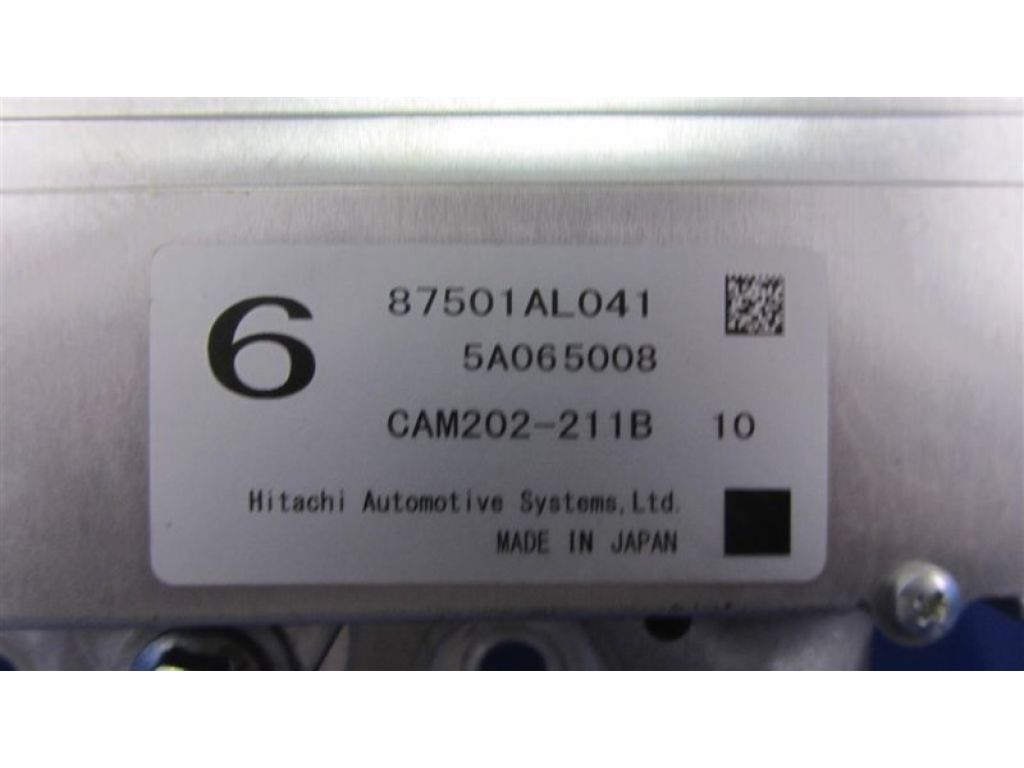 6
87501AL041
5A065008
CAM202-211B 10
Hitachi Automotive Systems,Ltd.
MADE IN JAPAN